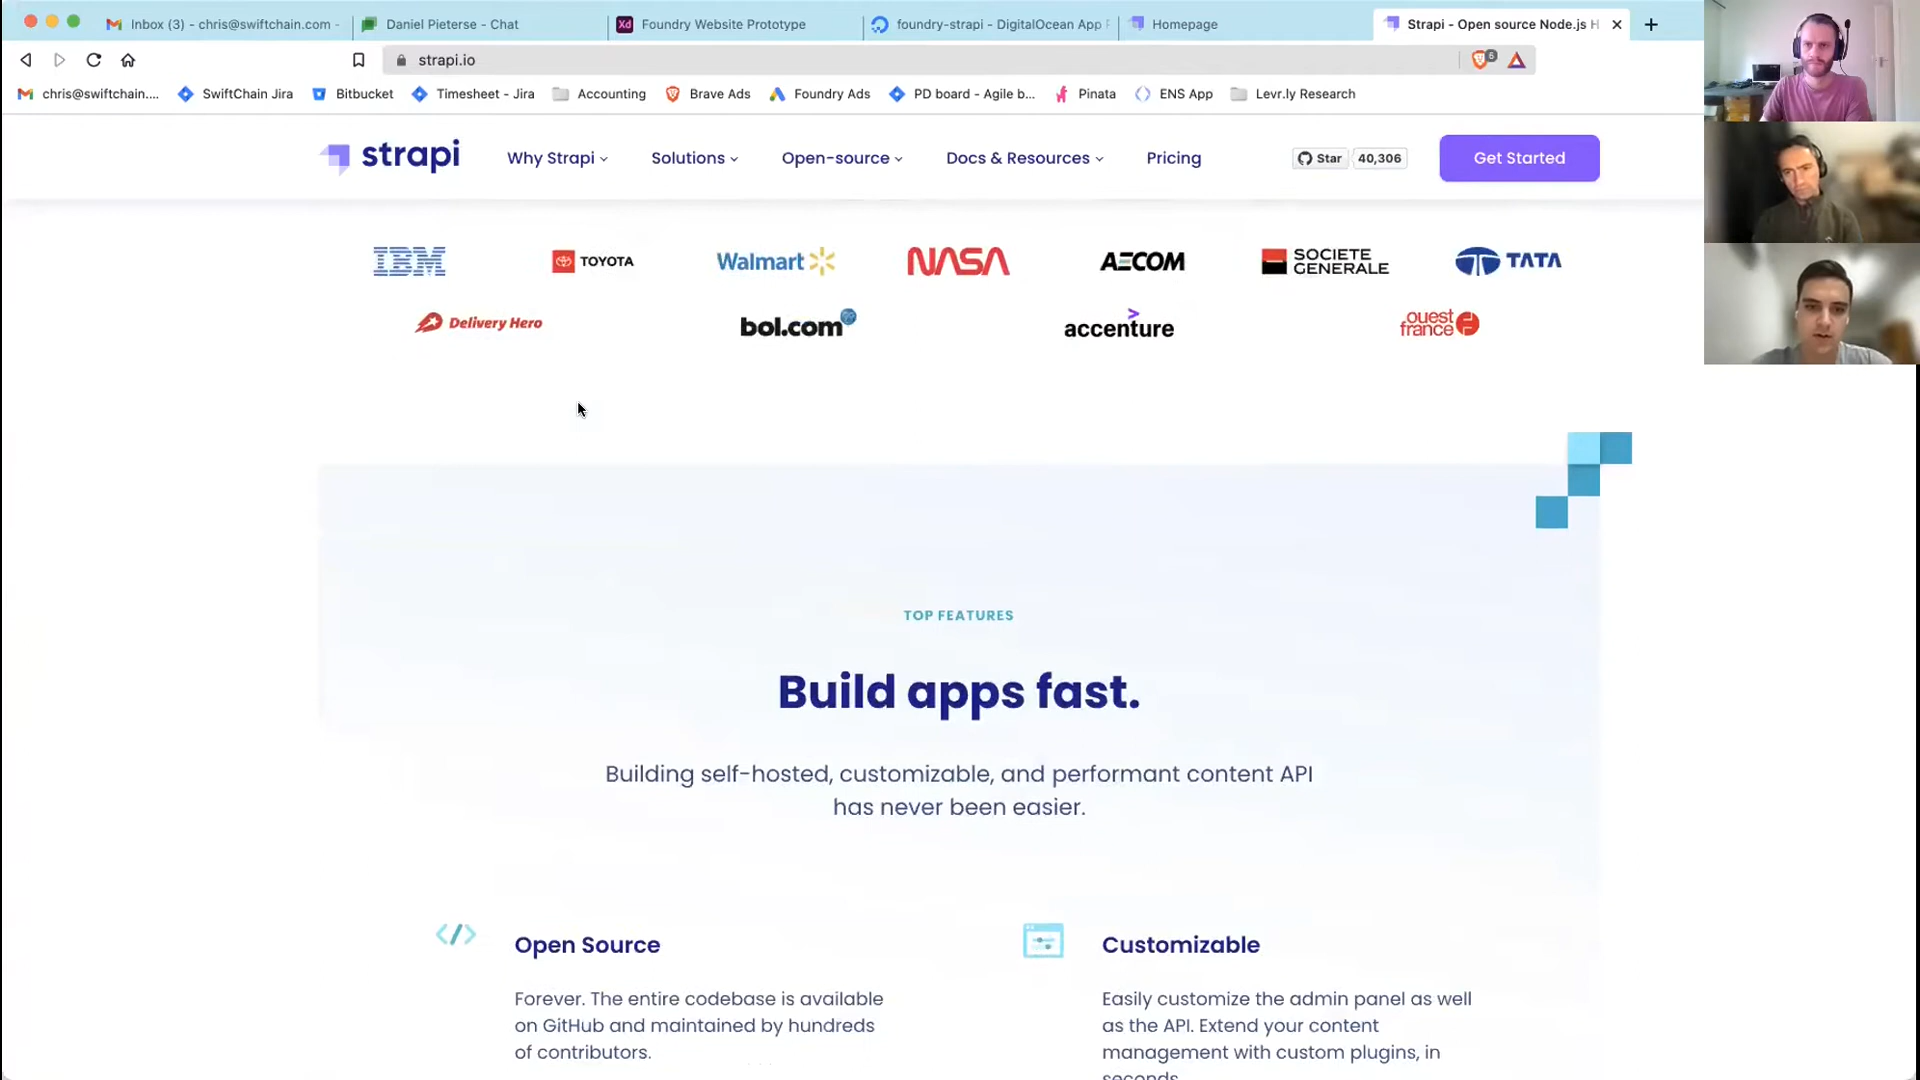 Inbox (3) - chris@swiftchain.com -
Daniel Pieterse - Chat
Xd
Foundry Website Prototype
foundry-strapi - DigitalOcean App
Homepage
Strapi - Open source Node.js H
strapi.io
6
chris@swiftchain....
SwiftChain Jira
Bitbucket
Timesheet - Jira
Accounting
Brave Ads
Foundry Ads
PD board - Agile b...
Pinata
ENS App
Levr.ly Research
strapi
Why Strapi
Solutions
Open-source
Docs & Resources
Pricing
Star
40,306
Get Started
IBM
TOYOTA
Walmart
NASA
AECOM
SOCIETE
GENERALE
TATA
Delivery Hero
bol.com
accenture
ouest
france
TOP FEATURES
Build apps fast.
Building self-hosted, customizable, and performant content API
has never been easier.
Open Source
Forever. The entire codebase is available
on GitHub and maintained by hundreds
of contributors.
Customizable
Easily customize the admin panel as well
as the API. Extend your content
management with custom plugins, in
seconds.